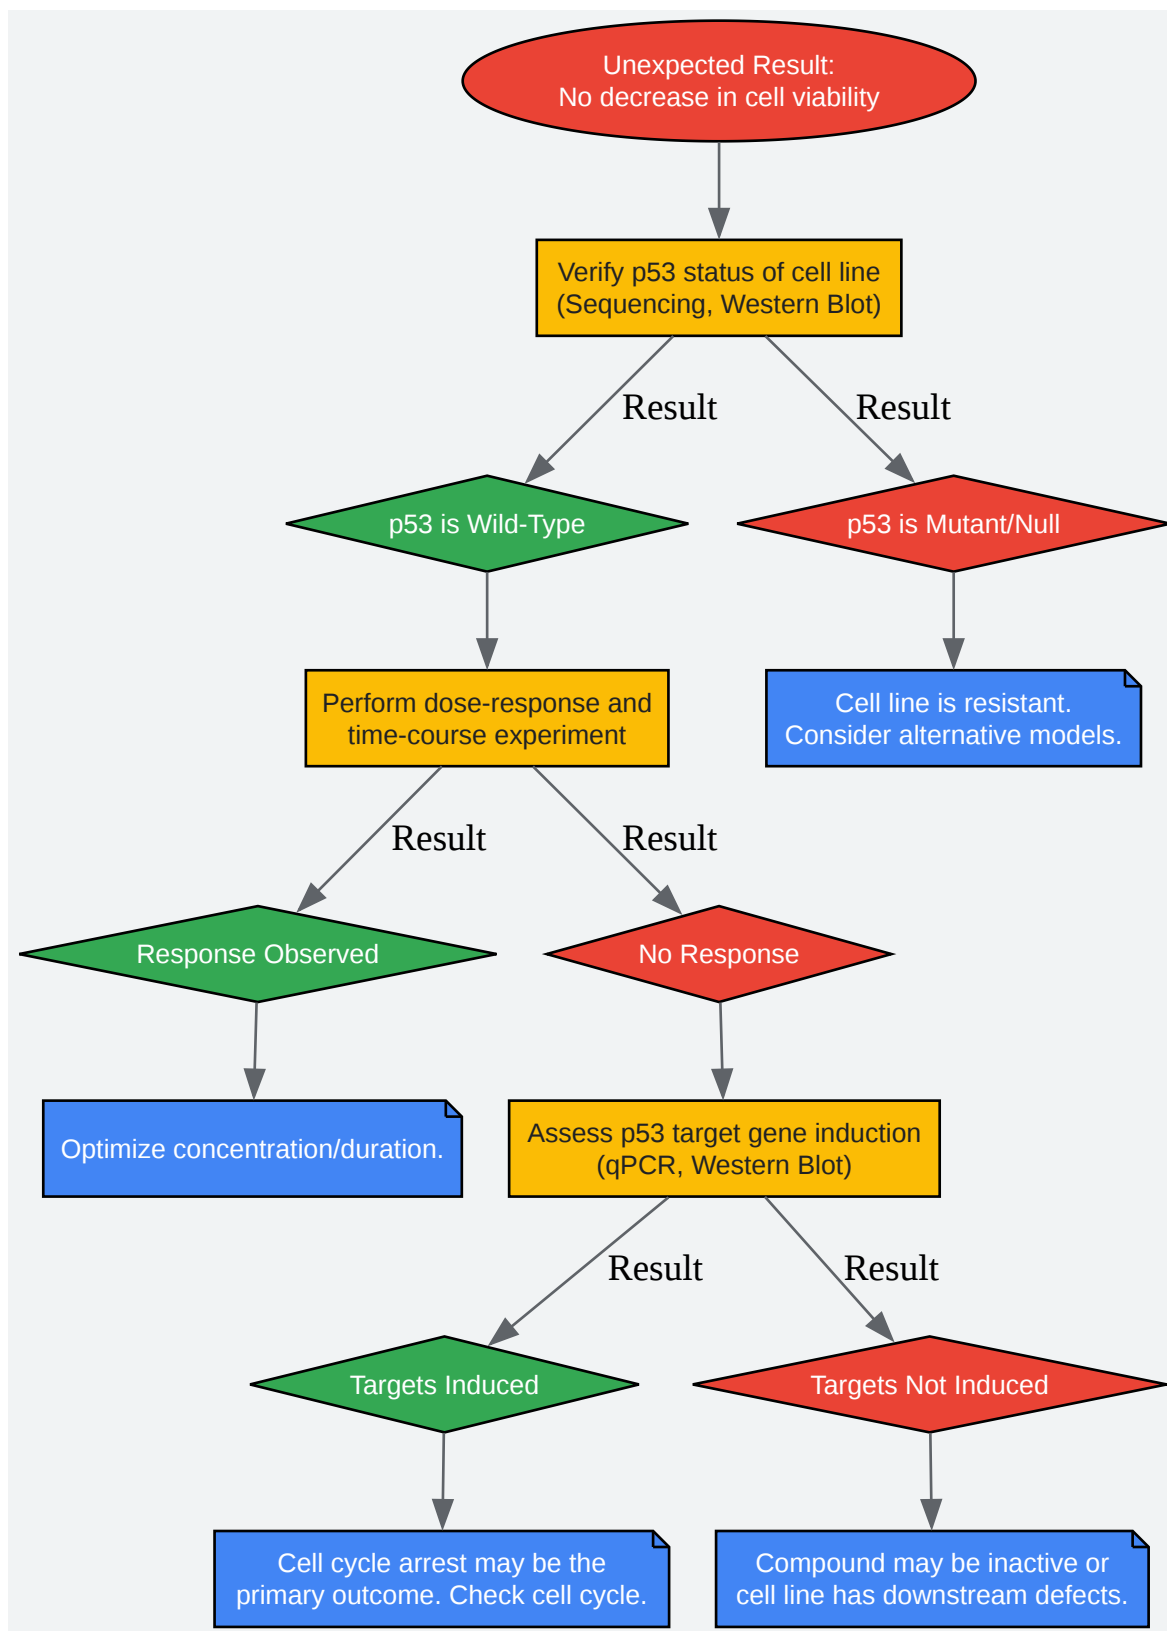 Unexpected Result:
No decrease in cell viability
Verify p53 status of cell line
(Sequencing, Western Blot)
Result
Result
p53 is Wild-Type
p53 is Mutant/Null
Perform dose-response and
time-course experiment
Cell line is resistant.
Consider alternative models.
Result
Result
Response Observed
No Response
Optimize concentration/duration.
Assess p53 target gene induction
(qPCR, Western Blot)
Result
Result
Targets Induced
Targets Not Induced
Cell cycle arrest may be the
primary outcome. Check cell cycle.
Compound may be inactive or
cell line has downstream defects.